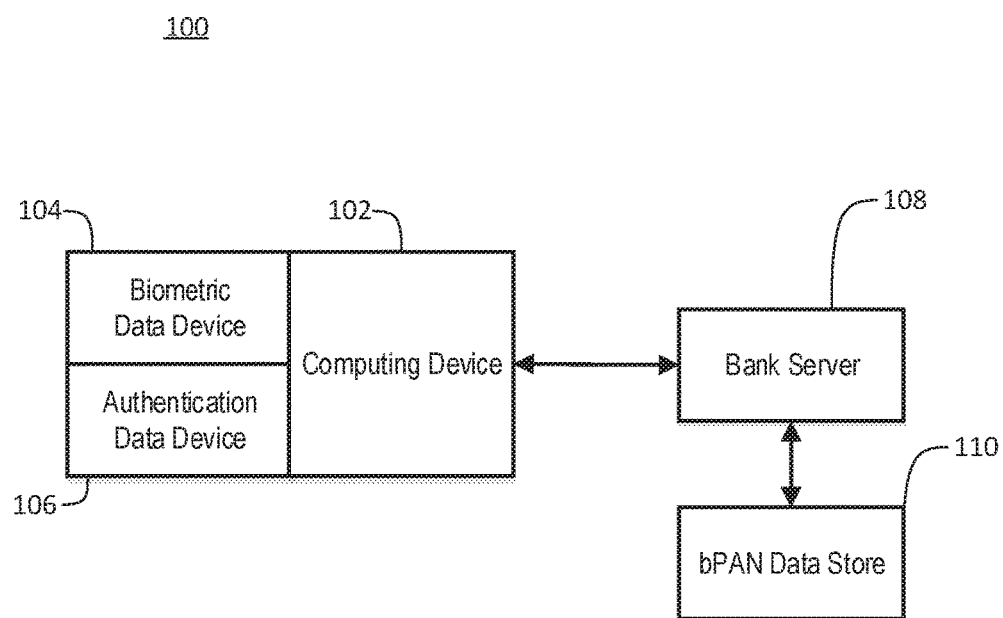 100
104
102
108
Biometric
Data Device
Computing Device
Bank Server
Authentication
Data Device
106
110
bPAN Data Store